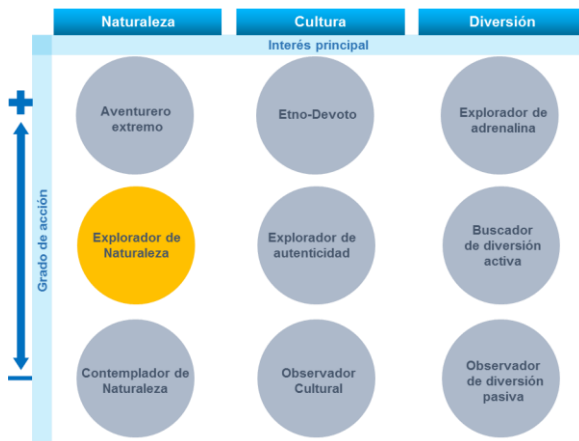 Naturaleza
Cultura
Diversión
Interés principal
Grado de acción
Aventurero
extremo
Etno-Devoto
Explorador de
adrenalina
Explorador de
Naturaleza
Explorador de
autenticidad
Buscador
de diversión
activa
Contemplador de
Naturaleza
Observador
Cultural
Observador
de diversión
pasiva